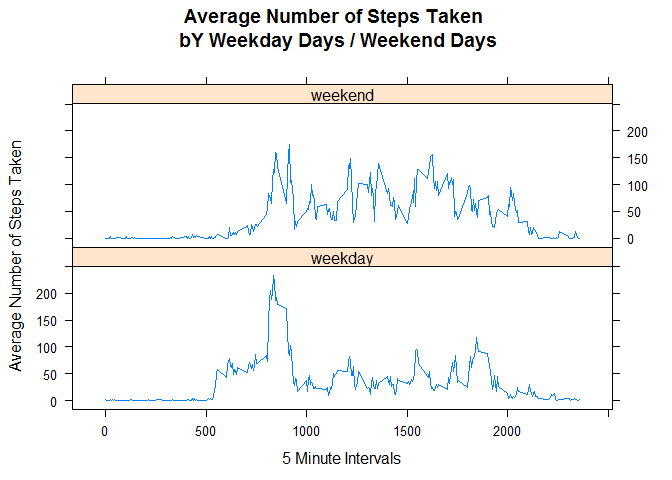 Average Number of Steps Taken
bY Weekday Days / Weekend Days
weekend
200
150
100
50
0
weekday
200
150
100
50
0
Average Number of Steps Taken
0 500 1000 1500 2000
5 Minute Intervals